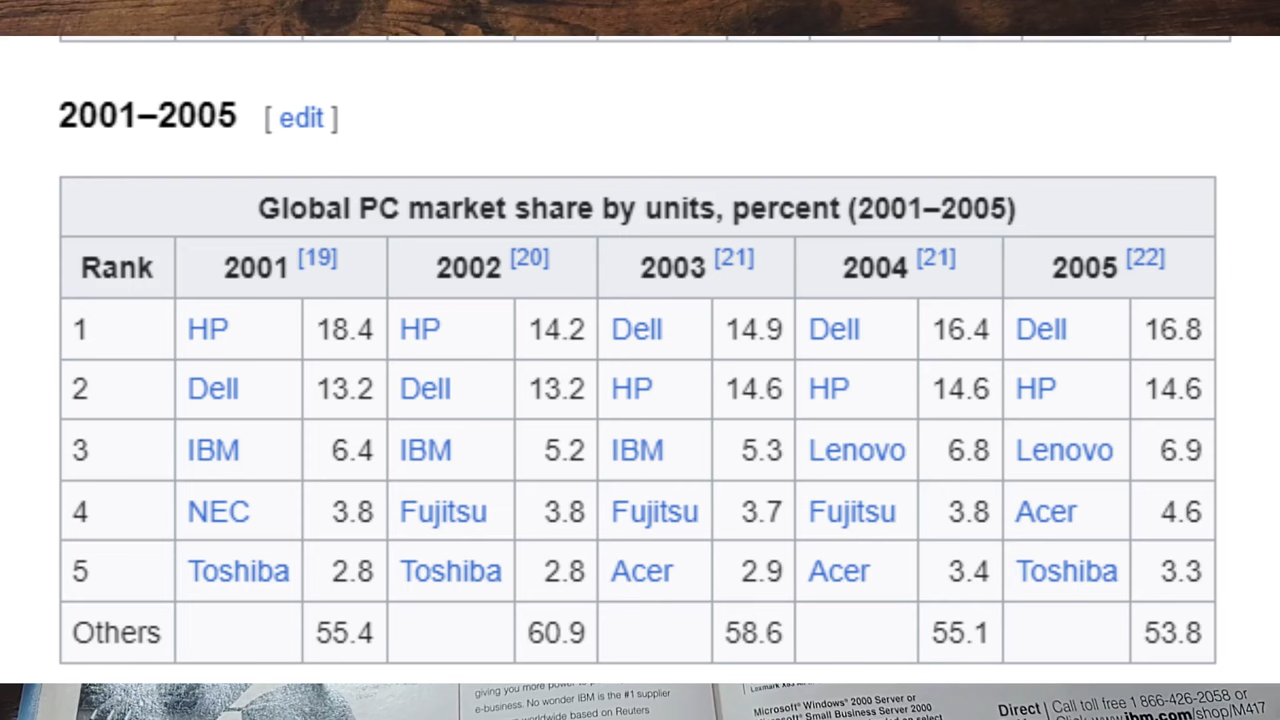 2001–2005 [ edit ]
Global PC market share by units, percent (2001–2005)
Rank 2001 [19] 2002 [20] 2003 [21] 2004 [21] 2005 [22]
1 HP 18.4 HP 14.2 Dell 14.9 Dell 16.4 Dell 16.8
2 Dell 13.2 Dell 13.2 HP 14.6 HP 14.6 HP 14.6
3 IBM 6.4 IBM 5.2 IBM 5.3 Lenovo 6.8 Lenovo 6.9
4 NEC 3.8 Fujitsu 3.8 Fujitsu 3.7 Fujitsu 3.8 Acer 4.6
5 Toshiba 2.8 Toshiba 2.8 Acer 2.9 Acer 3.4 Toshiba 3.3
Others 55.4 60.9 58.6 55.1 53.8
giving you more
e-business. No wonder IBM is the #1 supplier
worldwide based on Reuters
Microsoft® Windows® 2000 Server or
Small Business Server 2000
Direct | Call toll free 1 866-426-2058 or
www.ibm.com/shop/M417